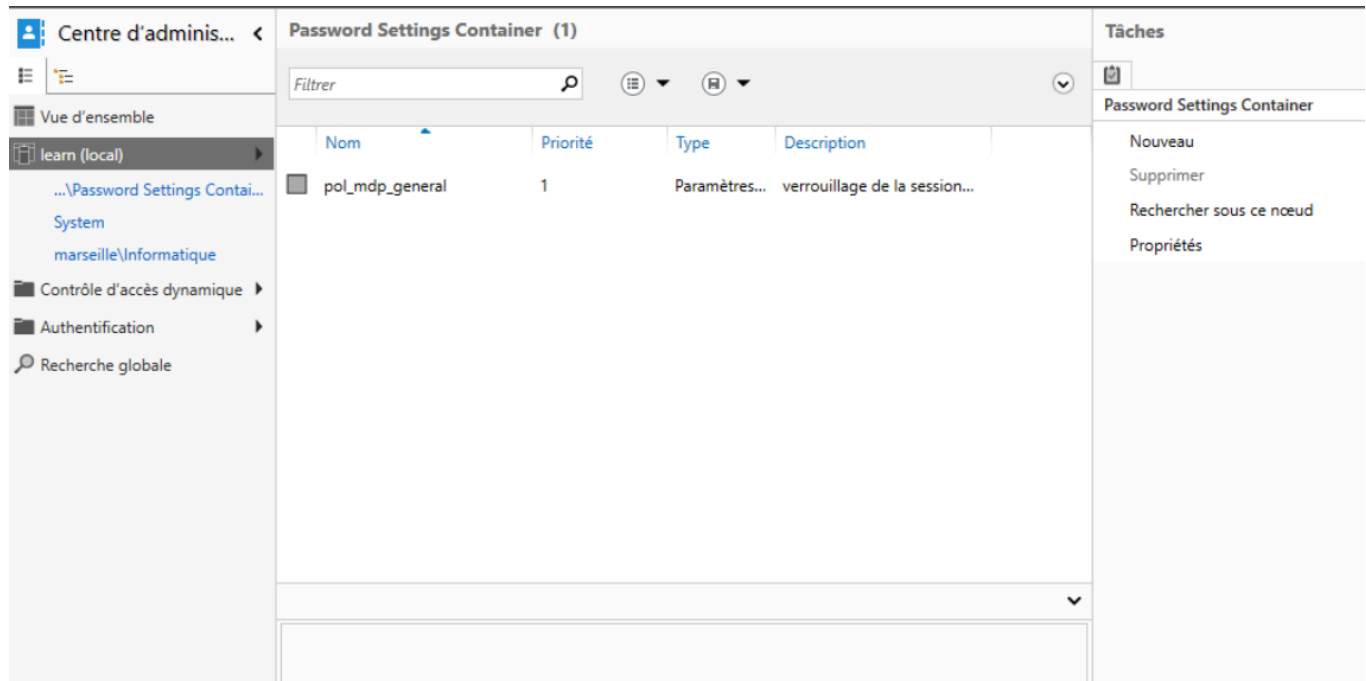 Centre d'adminis...
Vue d'ensemble
learn (local)
...\Password Settings Contai...
System
marseille\Informatique
Contrôle d'accès dynamique
Authentification
Recherche globale
Password Settings Container (1)
Filtrer
Nom Priorité Type Description
pol_mdp_general 1 Paramètres... verrouillage de la session...
Tâches
Password Settings Container
Nouveau
Supprimer
Rechercher sous ce nœud
Propriétés